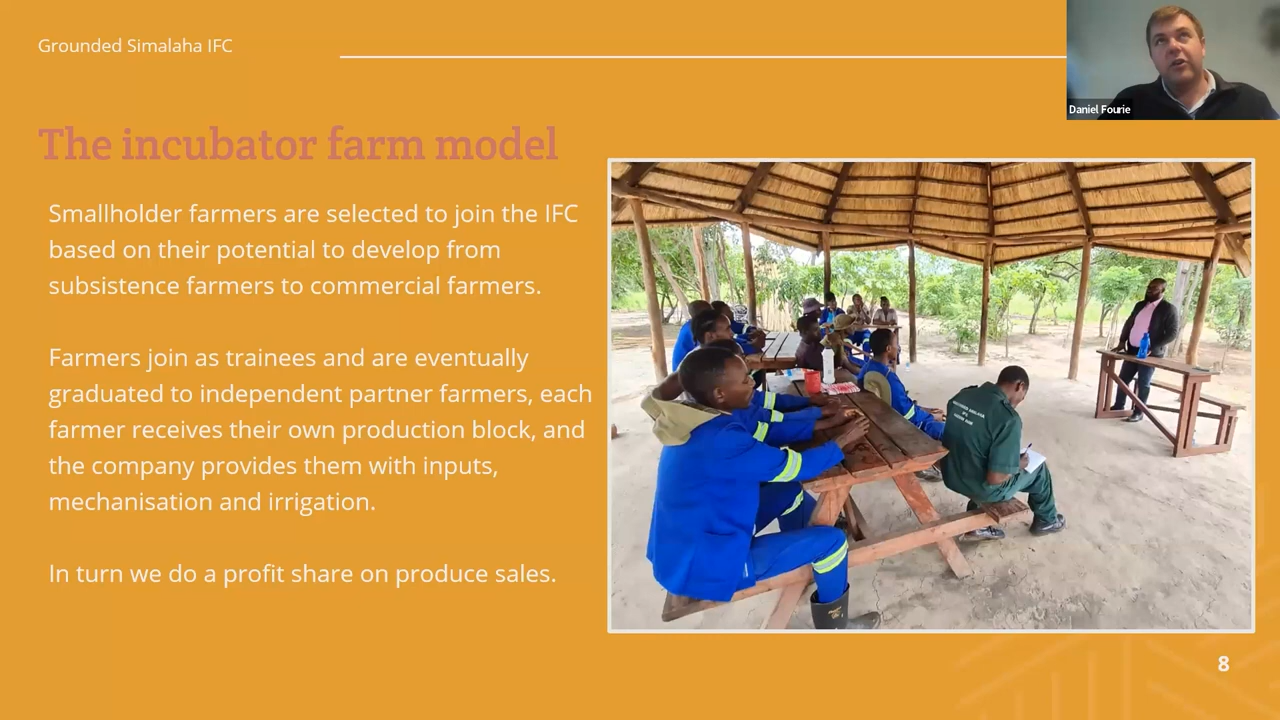 Grounded Simalaha IFC
Daniel Fourie
The incubator farm model
Smallholder farmers are selected to join the IFC
based on their potential to develop from
subsistence farmers to commercial farmers.
Farmers join as trainees and are eventually
graduated to independent partner farmers, each
farmer receives their own production block, and
the company provides them with inputs,
mechanisation and irrigation.
In turn we do a profit share on produce sales.
8